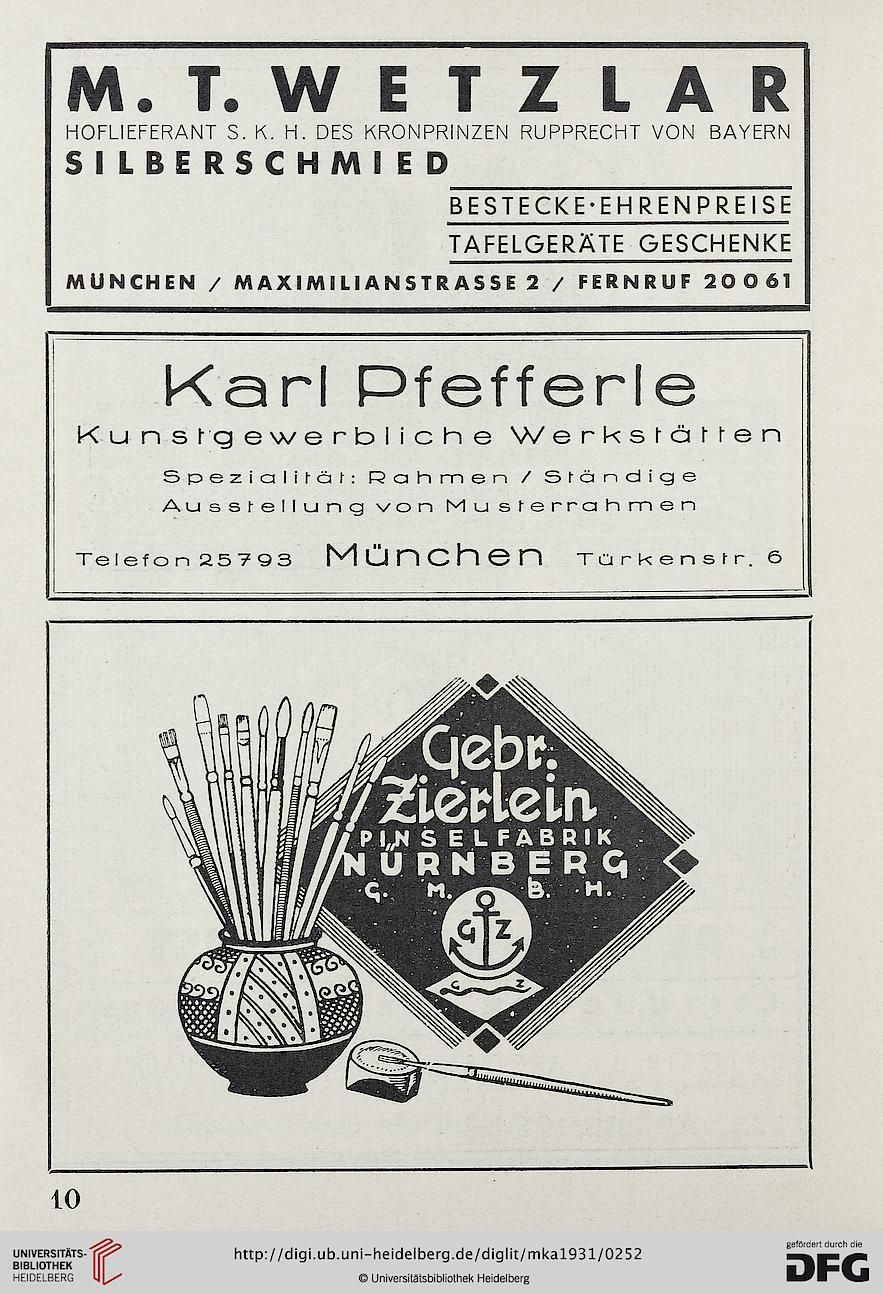 M. T. WETZLAR
HOFLIEFERANT S. K. H. DES KRONPRINZEN RUPPRECHT VON BAYERN
SILBERSCHMIED
BESTECKE·EHRENPREISE
TAFELGERÄTE GESCHENKE
MÜNCHEN / MAXIMILIANSTRASSE 2 / FERNRUF 20061
Karl Pfefferle
Kunstgewerbliche Werkstätten
Spezialität: Rahmen / Ständige
Ausstellung von Musterrahmen
Telefon 25793 München Türkenstr. 6
Gebr.
Zierlein
PINSELFABRIK
NÜRNBERG
G. M. B. H.
G Z
G Z
10
UNIVERSITÄTS-
BIBLIOTHEK
HEIDELBERG
http://digi.ub.uni-heidelberg.de/diglit/mka1931/0252
© Universitätsbibliothek Heidelberg
gefördert durch die
DFG